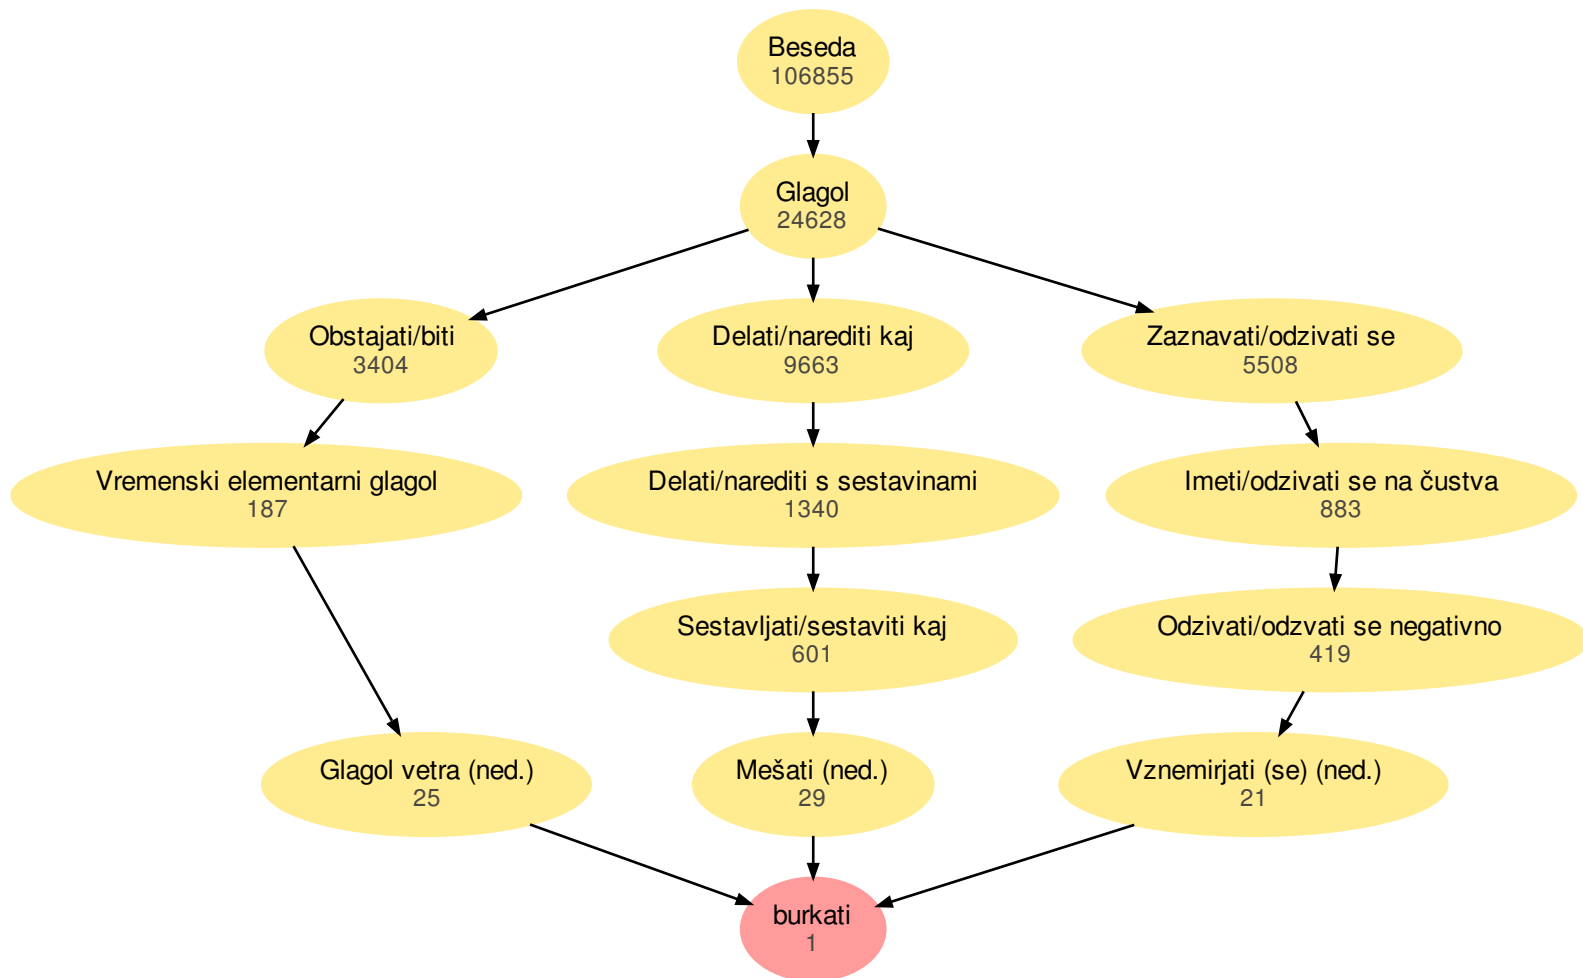 Beseda
106855
Glagol
24628
Obstajati/biti
3404
Delati/narediti kaj
9663
Zaznavati/odzivati se
5508
Vremenski elementarni glagol
187
Delati/narediti s sestavinami
1340
Imeti/odzivati se na čustva
883
Sestavljati/sestaviti kaj
601
Odzivati/odzvati se negativno
419
Glagol vetra (ned.)
25
Mešati (ned.)
29
Vznemirjati (se) (ned.)
21
burkati
1